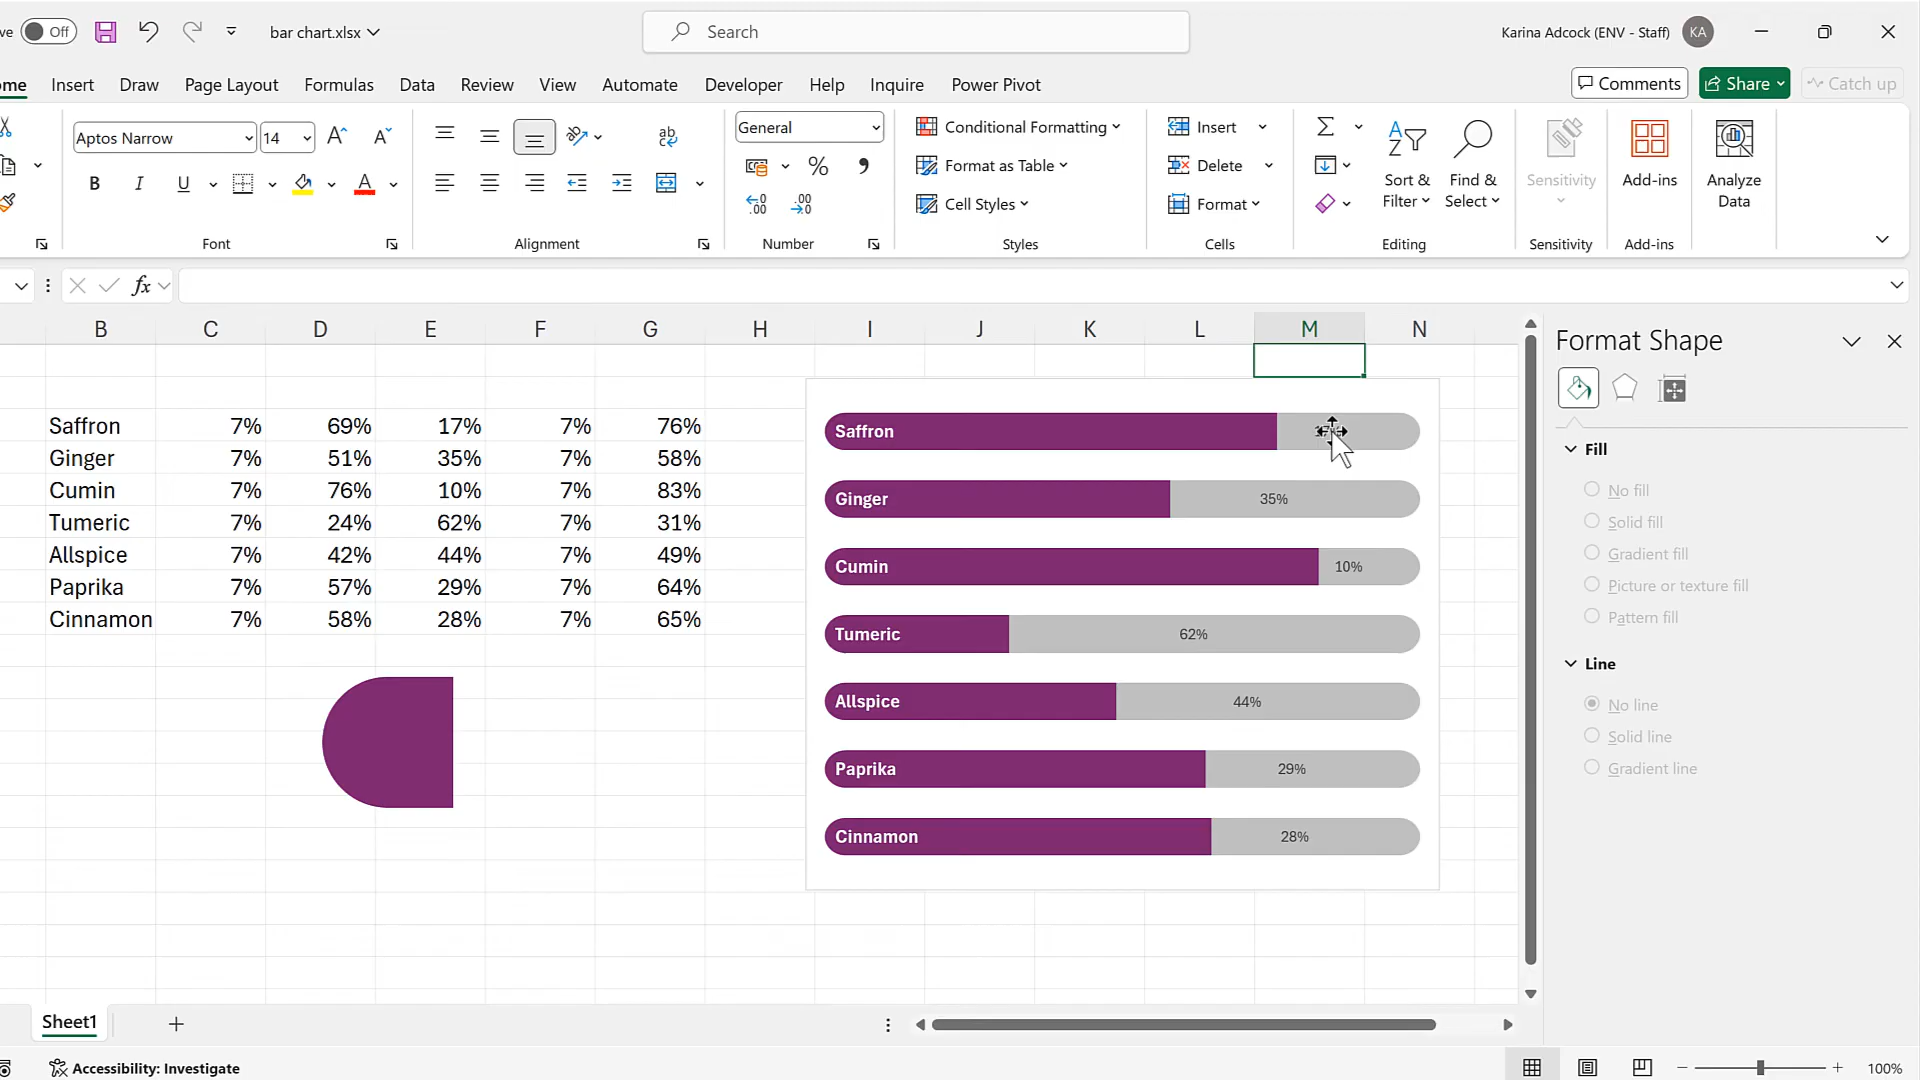 ve Off bar chart.xlsx Search Karina Adcock (ENV - Staff) KA
ome Insert Draw Page Layout Formulas Data Review View Automate Developer Help Inquire Power Pivot Comments Share Catch up
Aptos Narrow 14 General Conditional Formatting Insert
Format as Table Delete
B I U A Cell Styles Format
Sort & Filter Find & Select Sensitivity Add-ins Analyze Data
Font Alignment Number Styles Cells Editing Sensitivity Add-ins
fx
B C D E F G H I J K L M N
Saffron 7% 69% 17% 7% 76%
Ginger 7% 51% 35% 7% 58%
Cumin 7% 76% 10% 7% 83%
Tumeric 7% 24% 62% 7% 31%
Allspice 7% 42% 44% 7% 49%
Paprika 7% 57% 29% 7% 64%
Cinnamon 7% 58% 28% 7% 65%
Saffron
Ginger 35%
Cumin 10%
Tumeric 62%
Allspice 44%
Paprika 29%
Cinnamon 28%
Format Shape
Fill
No fill
Solid fill
Gradient fill
Picture or texture fill
Pattern fill
Line
No line
Solid line
Gradient line
Sheet1
Accessibility: Investigate 100%